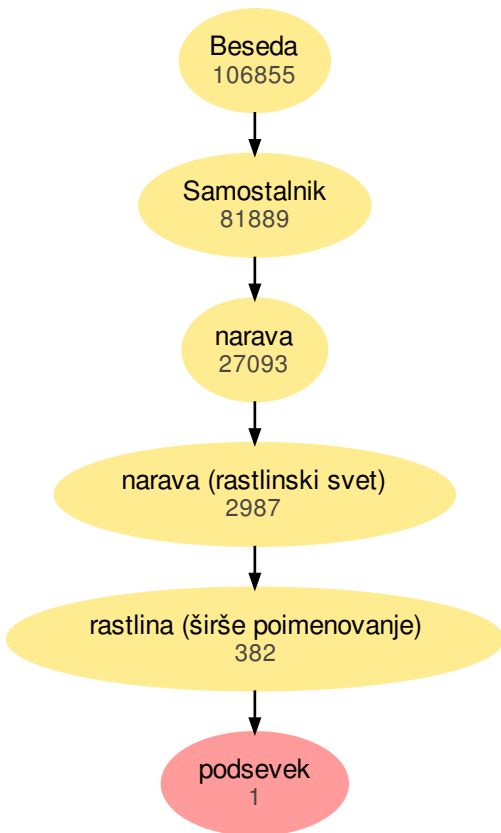 Beseda
106855
Samostalnik
81889
narava
27093
narava (rastlinski svet)
2987
rastlina (širše poimenovanje)
382
podsevek
1